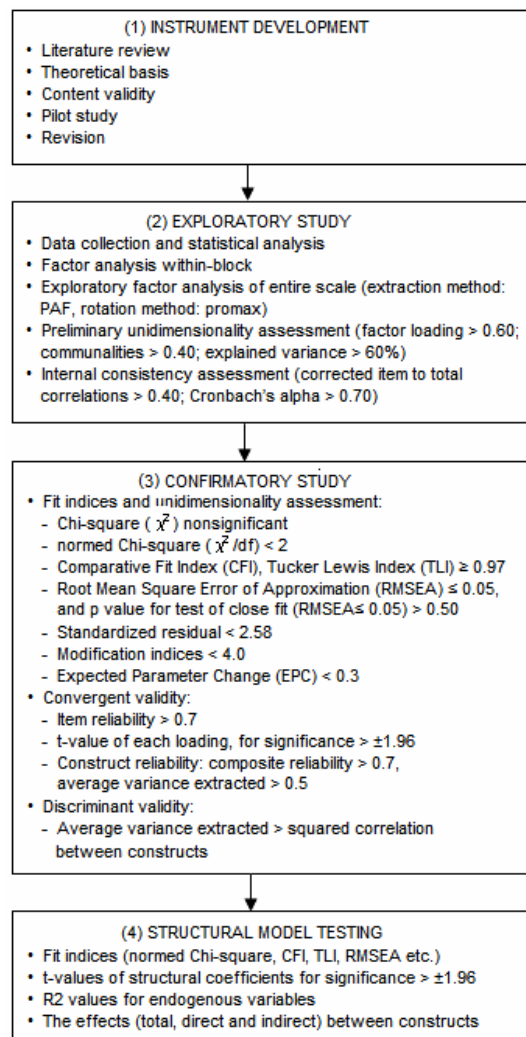 (1) INSTRUMENT DEVELOPMENT
• Literature review
• Theoretical basis
• Content validity
• Pilot study
• Revision
(2) EXPLORATORY STUDY
• Data collection and statistical analysis
• Factor analysis within-block
• Exploratory factor analysis of entire scale (extraction method:
PAF, rotation method: promax)
• Preliminary unidimensionality assessment (factor loading > 0.60;
communalities > 0.40; explained variance > 60%)
• Internal consistency assessment (corrected item to total
correlations > 0.40; Cronbach's alpha > 0.70)
(3) CONFIRMATORY STUDY
• Fit indices and unidimensionality assessment:
- Chi-square ( χ² ) nonsignificant
- normed Chi-square ( χ² /df) < 2
- Comparative Fit Index (CFI), Tucker Lewis Index (TLI) ≥ 0.97
- Root Mean Square Error of Approximation (RMSEA) ≤ 0.05,
and p value for test of close fit (RMSEA≤ 0.05) > 0.50
- Standardized residual < 2.58
- Modification indices < 4.0
- Expected Parameter Change (EPC) < 0.3
• Convergent validity:
- Item reliability > 0.7
- t-value of each loading, for significance > ±1.96
- Construct reliability: composite reliability > 0.7,
average variance extracted > 0.5
• Discriminant validity:
- Average variance extracted > squared correlation
between constructs
(4) STRUCTURAL MODEL TESTING
• Fit indices (normed Chi-square, CFI, TLI, RMSEA etc.)
• t-values of structural coefficients for significance > ±1.96
• R2 values for endogenous variables
• The effects (total, direct and indirect) between constructs